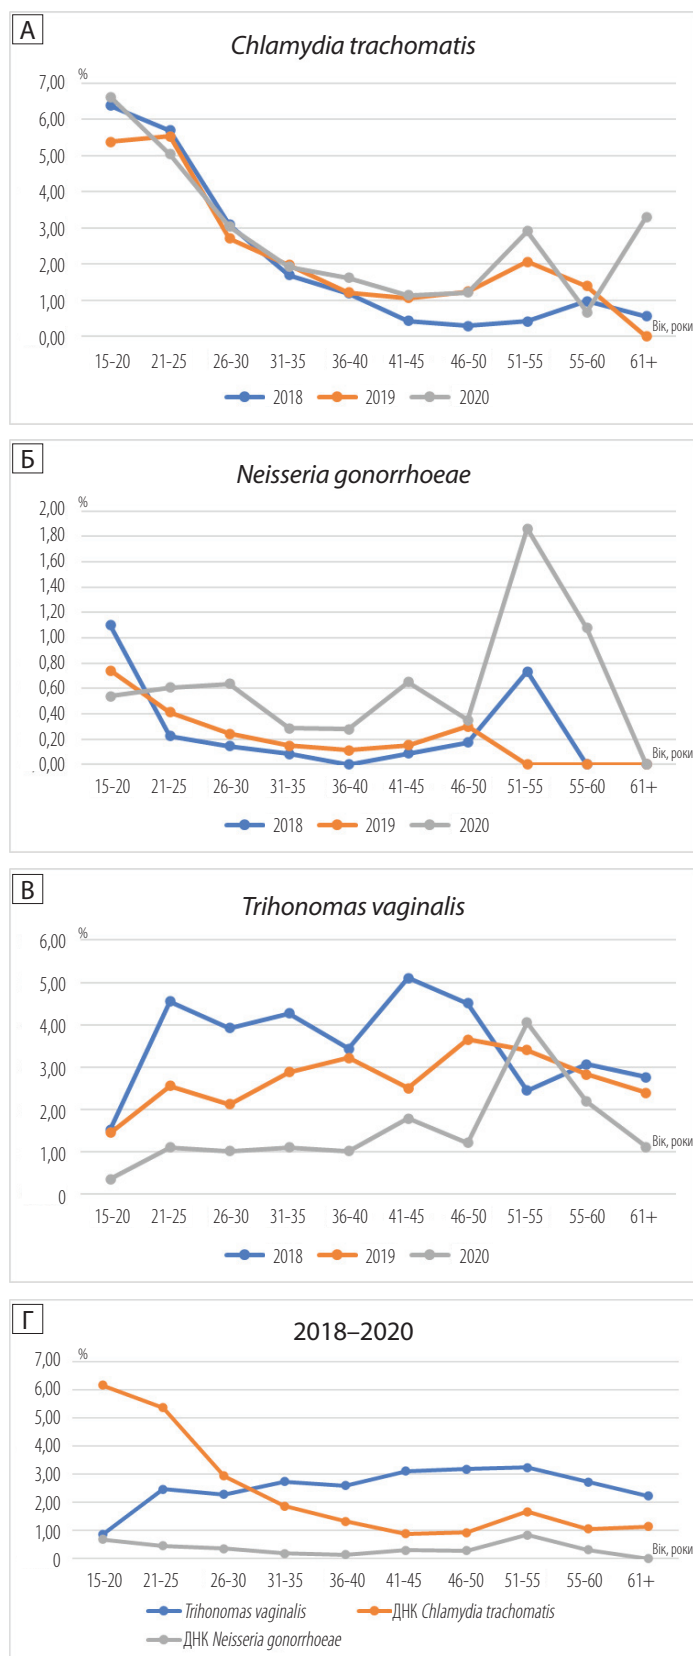 А
Chlamydia trachomatis
%
7,00
6,00
5,00
4,00
3,00
2,00
1,00
0,00
Вік, роки
15-20 21-25 26-30 31-35 36-40 41-45 46-50 51-55 55-60 61+
2018 2019 2020
Б
Neisseria gonorrhoeae
%
2,00
1,80
1,60
1,40
1,20
1,00
0,80
0,60
0,40
0,20
0,00
Вік, роки
15-20 21-25 26-30 31-35 36-40 41-45 46-50 51-55 55-60 61+
2018 2019 2020
В
Trihonomas vaginalis
%
6,00
5,00
4,00
3,00
2,00
1,00
0
Вік, роки
15-20 21-25 26-30 31-35 36-40 41-45 46-50 51-55 55-60 61+
2018 2019 2020
Г
2018–2020
%
7,00
6,00
5,00
4,00
3,00
2,00
1,00
0
Вік, роки
15-20 21-25 26-30 31-35 36-40 41-45 46-50 51-55 55-60 61+
Trihonomas vaginalis ДНК Chlamydia trachomatis
ДНК Neisseria gonorrhoeae